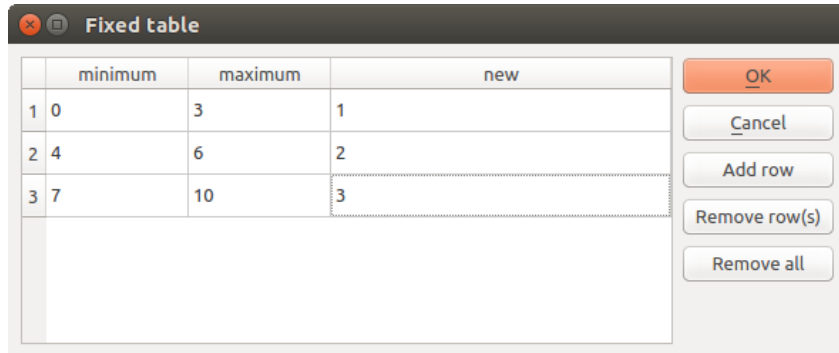 Fixed table
minimum maximum new
1 0 3 1
2 4 6 2
3 7 10 3
OK
Cancel
Add row
Remove row(s)
Remove all